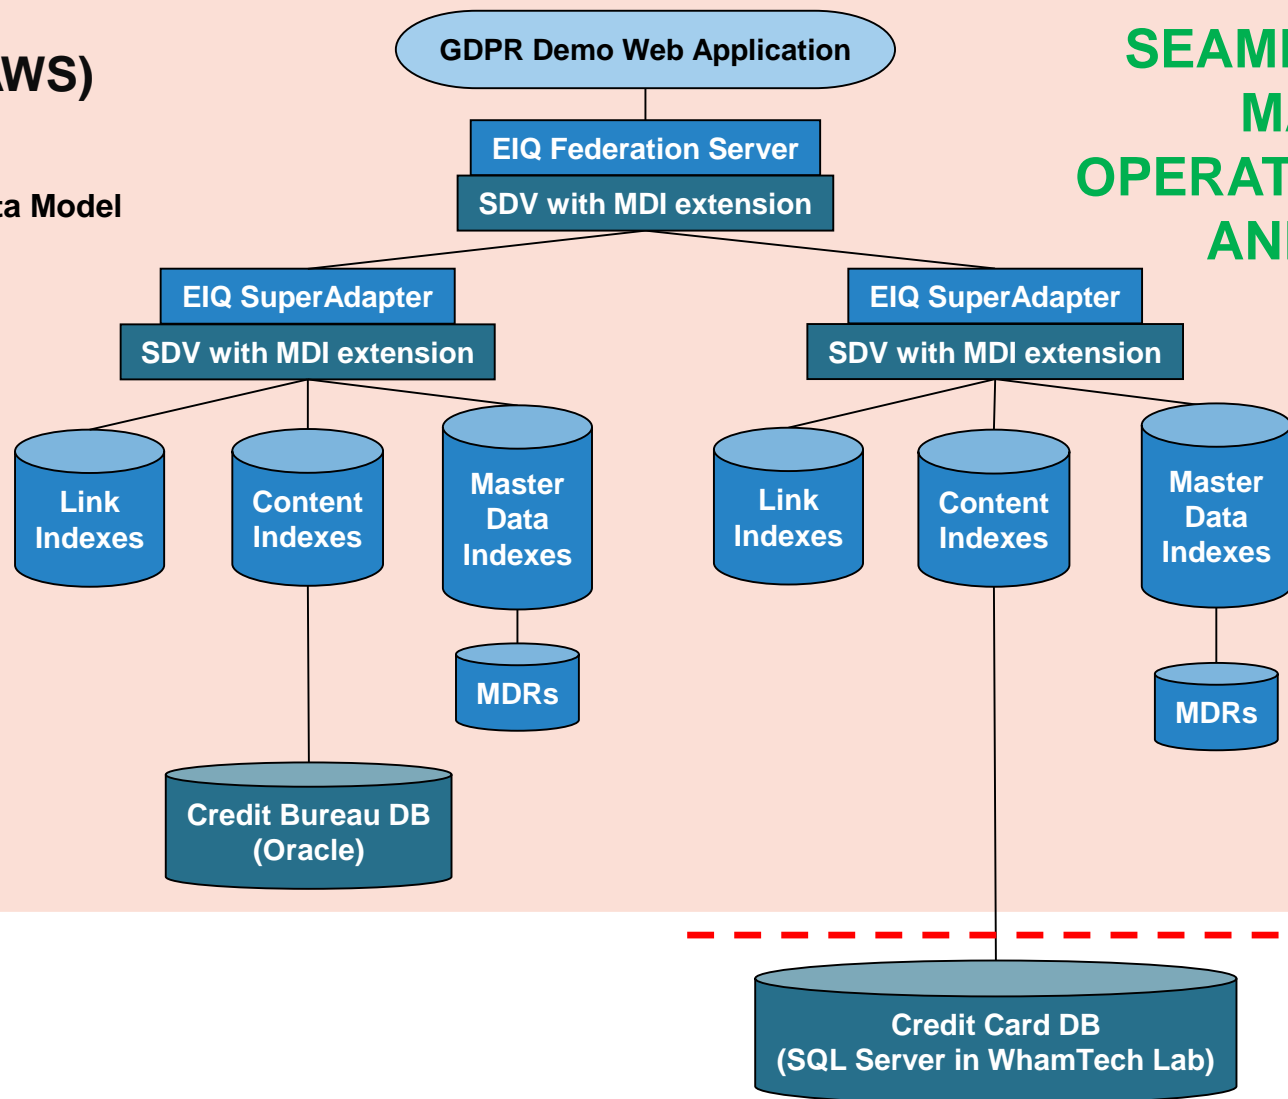 GDPR Demo Web Application
AWS)
SEAM
MA
EIQ Federation Server
OPERAT
SDV with MDI extension
ta Model
AN
EIQ SuperAdapter
SDV with MDI extension
EIQ SuperAdapter
SDV with MDI extension
Link
Indexes
Content
Indexes
Master
Data
Indexes
MDRs
Link
Indexes
Content
Indexes
Master
Data
Indexes
MDRs
Credit Bureau DB
(Oracle)
Credit Card DB
(SQL Server in WhamTech Lab)